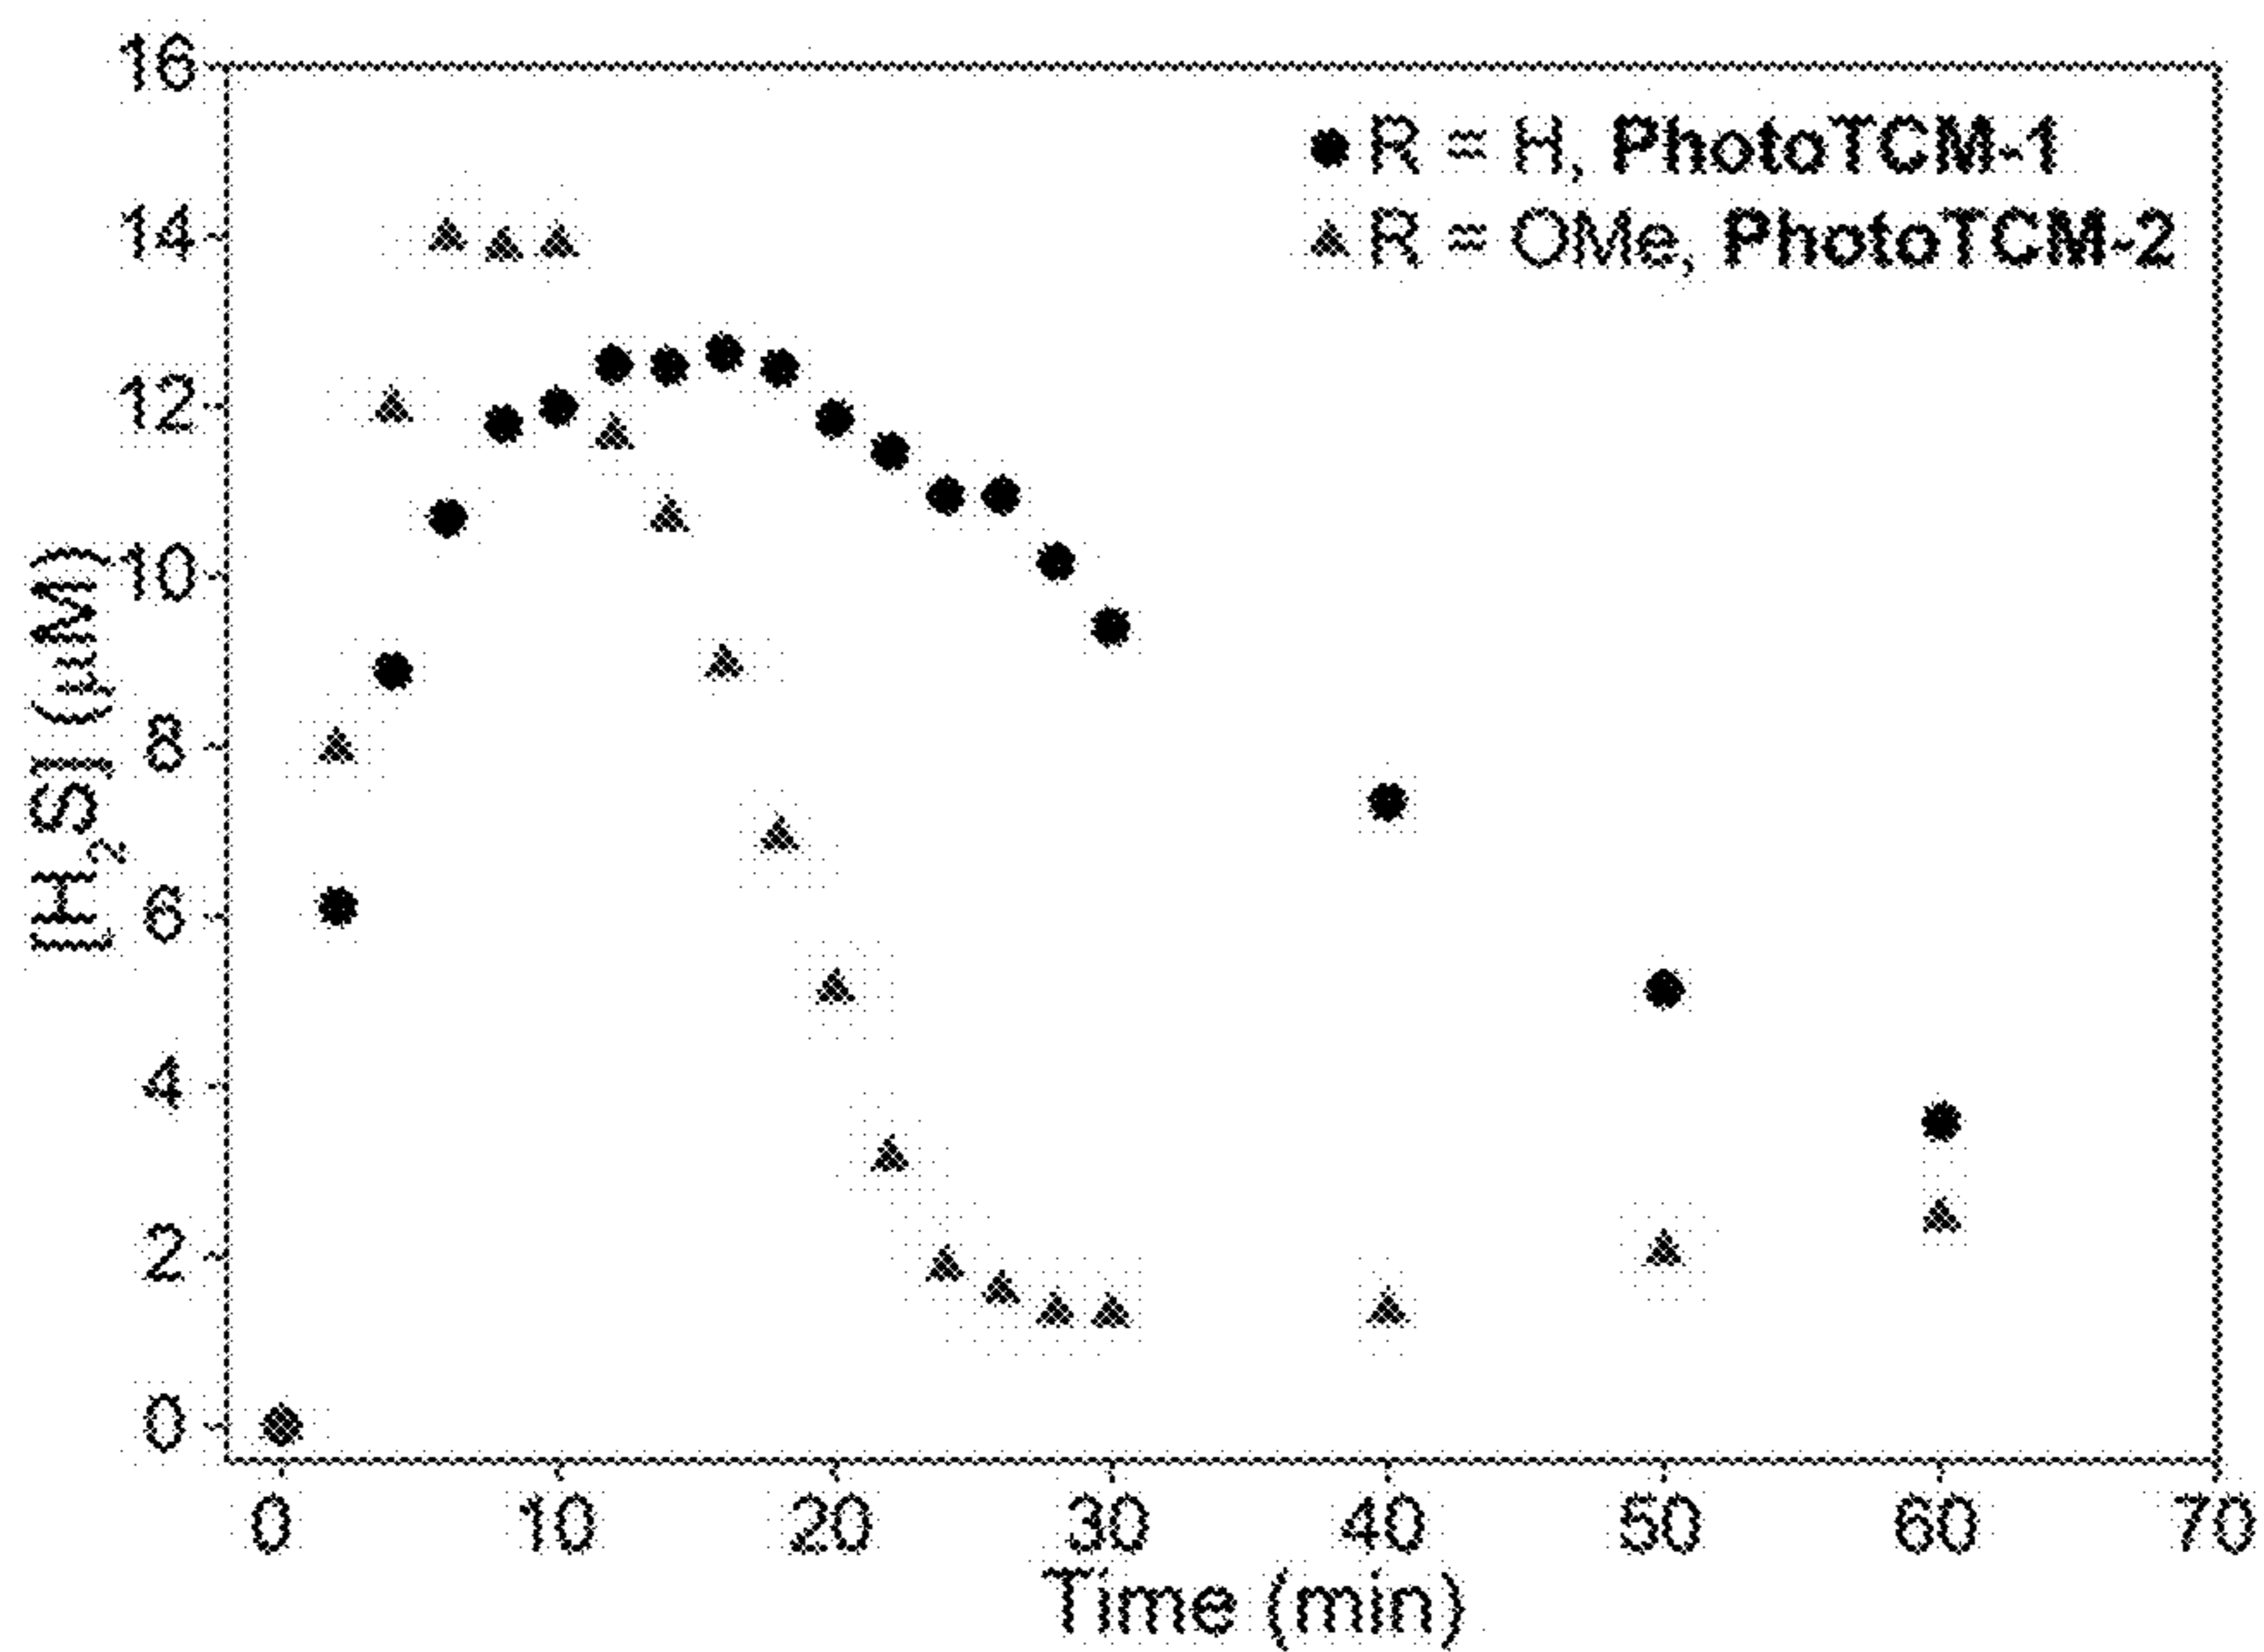 16
14
12
10
8
6
4
2
0
[H₂S] (μM)
● R = H, PhotoTCM-1
▲ R = OMe, PhotoTCM-2
0 10 20 30 40 50 60 70
Time (min)